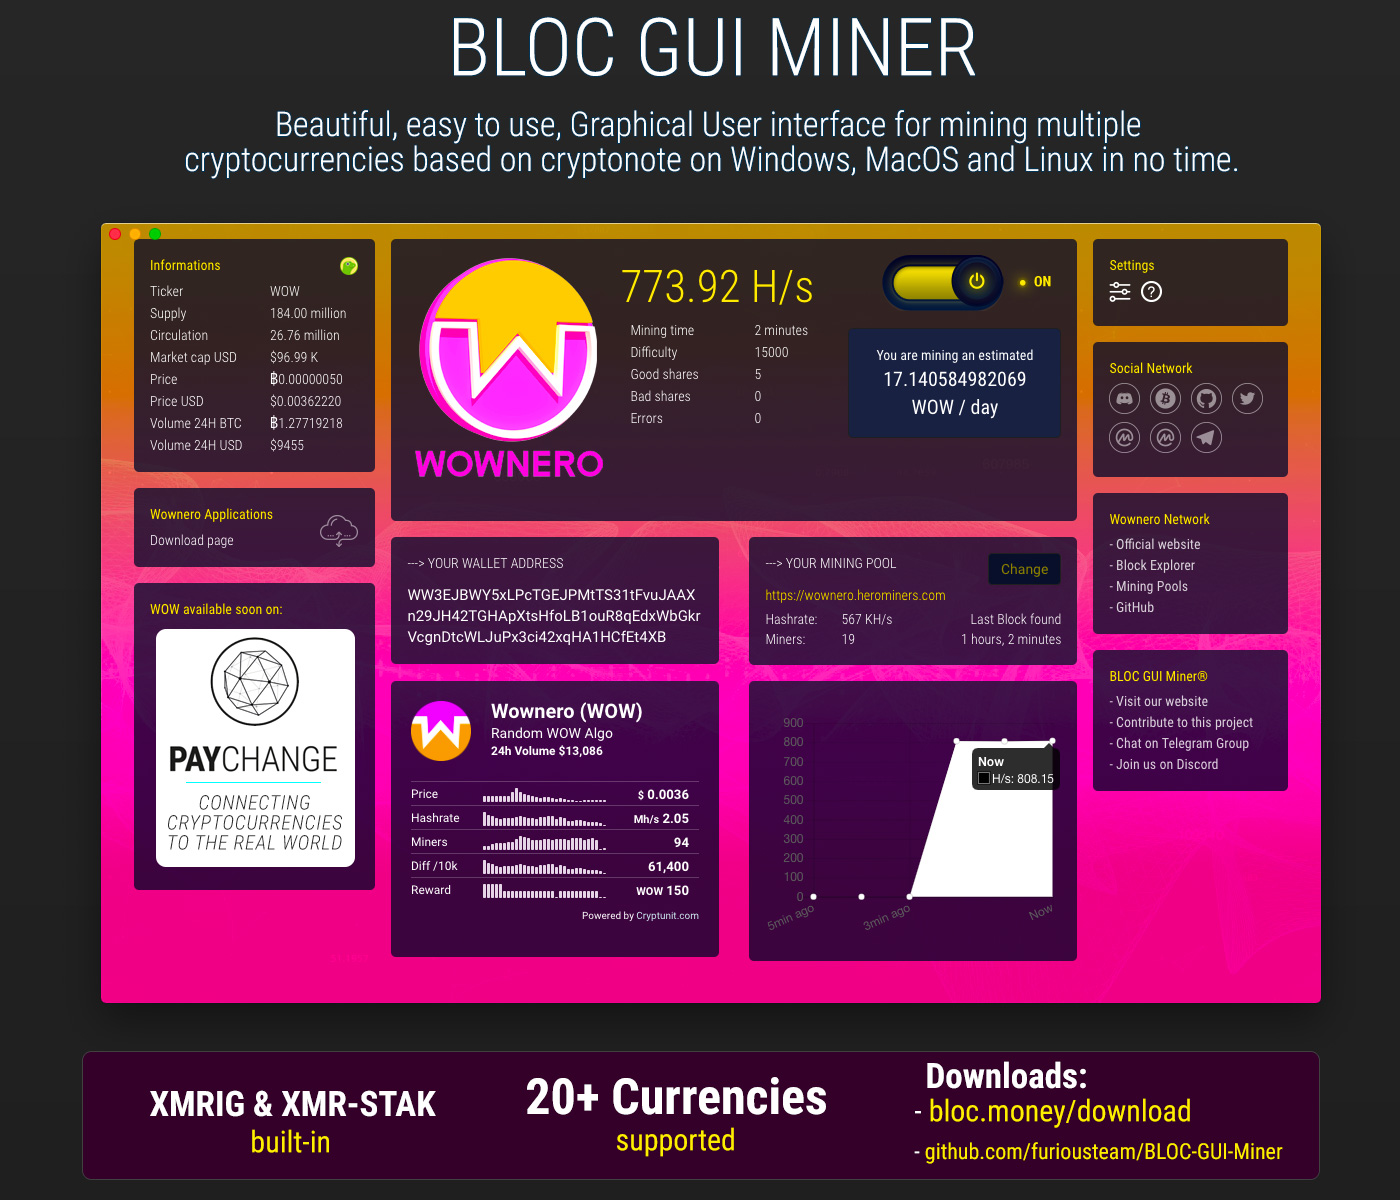 BLOC GUI MINER
Beautiful, easy to use, Graphical User interface for mining multiple
cryptocurrencies based on cryptonote on Windows, MacOS and Linux in no time.
Informations
Ticker WOW
Supply 184.00 million
Circulation 26.76 million
Market cap USD $96.99 K
Price ฿0.00000050
Price USD $0.00362220
Volume 24H BTC ฿1.27719218
Volume 24H USD $9455
Wownero Applications
Download page
WOW available soon on:
PAYCHANGE
CONNECTING
CRYPTOCURRENCIES
TO THE REAL WORLD
WOWNERO
773.92 H/s
Mining time 2 minutes
Difficulty 15000
Good shares 5
Bad shares 0
Errors 0
ON
You are mining an estimated
17.140584982069
WOW / day
---> YOUR WALLET ADDRESS
WW3EJBWY5xLPcTGEJPMtTS31tFvuJAAX
n29JH42TGHApXtsHfoLB1ouR8qEdxWbGkr
VcgnDtcWLJuPx3ci42xqHA1HCfEt4XB
---> YOUR MINING POOL
Change
https://wownero.herominers.com
Hashrate: 567 KH/s Last Block found
Miners: 19 1 hours, 2 minutes
Wownero (WOW)
Random WOW Algo
24h Volume $13,086
Price $ 0.0036
Hashrate Mh/s 2.05
Miners 94
Diff /10k 61,400
Reward WOW 150
Powered by Cryptunit.com
900
800
700
600
500
400
300
200
100
0
5min ago
3min ago
Now
Now
H/s: 808.15
Settings
Social Network
Wownero Network
- Official website
- Block Explorer
- Mining Pools
- GitHub
BLOC GUI Miner®
- Visit our website
- Contribute to this project
- Chat on Telegram Group
- Join us on Discord
XMRIG & XMR-STAK
built-in
20+ Currencies
supported
Downloads:
- bloc.money/download
- github.com/furiousteam/BLOC-GUI-Miner